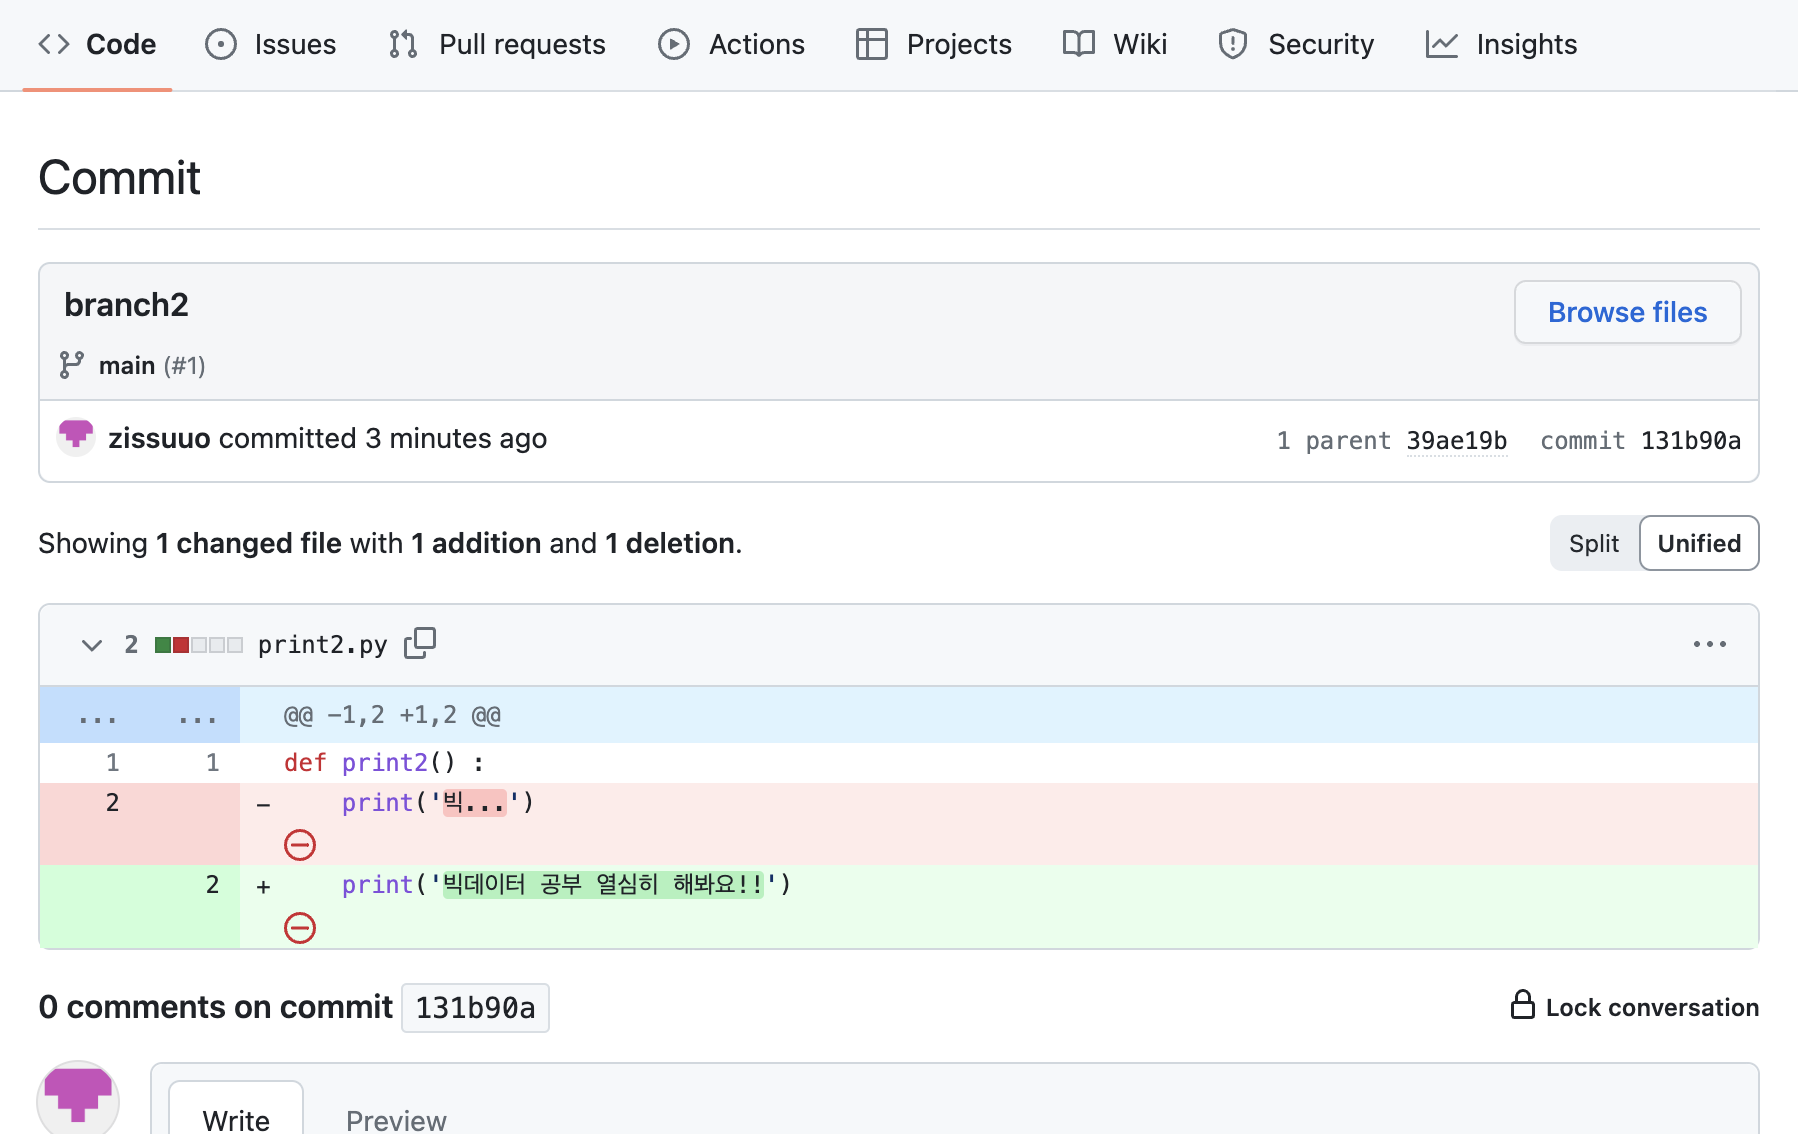 Code Issues Pull requests Actions Projects Wiki Security Insights
Commit
branch2
Browse files
main (#1)
zissuuo committed 3 minutes ago
1 parent 39ae19b commit 131b90a
Showing 1 changed file with 1 addition and 1 deletion.
Split Unified
2 print2.py
... ... @@ -1,2 +1,2 @@
1 1 def print2() :
2 - print('빅...')
2 + print('빅데이터 공부 열심히 해봐요!!')
0 comments on commit 131b90a
Lock conversation
Write Preview